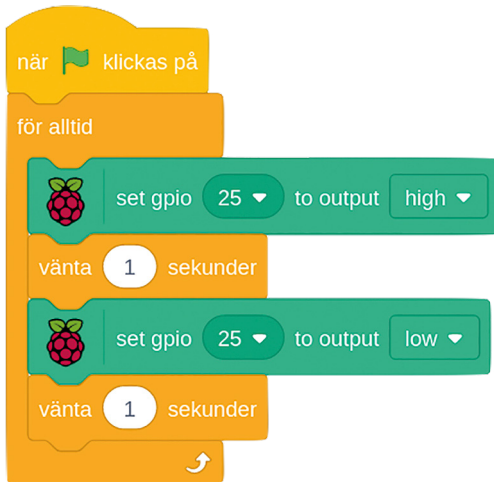 när klickas på
för alltid
set gpio 25 to output high
vänta 1 sekunder
set gpio 25 to output low
vänta 1 sekunder